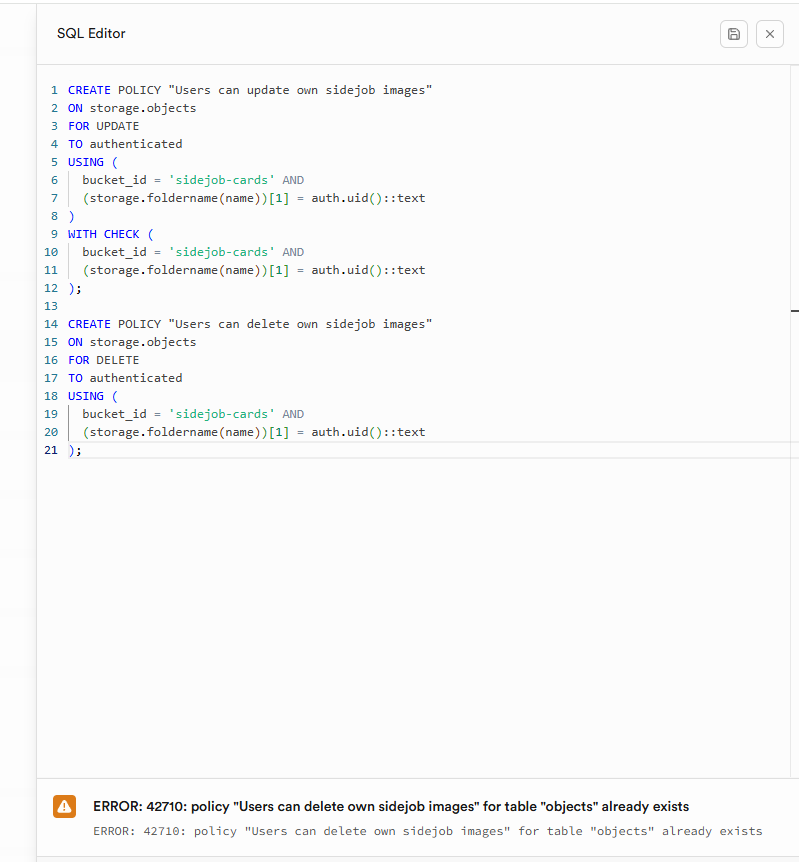 SQL Editor
1 CREATE POLICY "Users can update own sidejob images"
2 ON storage.objects
3 FOR UPDATE
4 TO authenticated
5 USING (
6 bucket_id = 'sidejob-cards' AND
7 (storage.foldername(name))[1] = auth.uid()::text
8 )
9 WITH CHECK (
10 bucket_id = 'sidejob-cards' AND
11 (storage.foldername(name))[1] = auth.uid()::text
12 );
13
14 CREATE POLICY "Users can delete own sidejob images"
15 ON storage.objects
16 FOR DELETE
17 TO authenticated
18 USING (
19 bucket_id = 'sidejob-cards' AND
20 (storage.foldername(name))[1] = auth.uid()::text
21 );
ERROR: 42710: policy "Users can delete own sidejob images" for table "objects" already exists
ERROR: 42710: policy "Users can delete own sidejob images" for table "objects" already exists